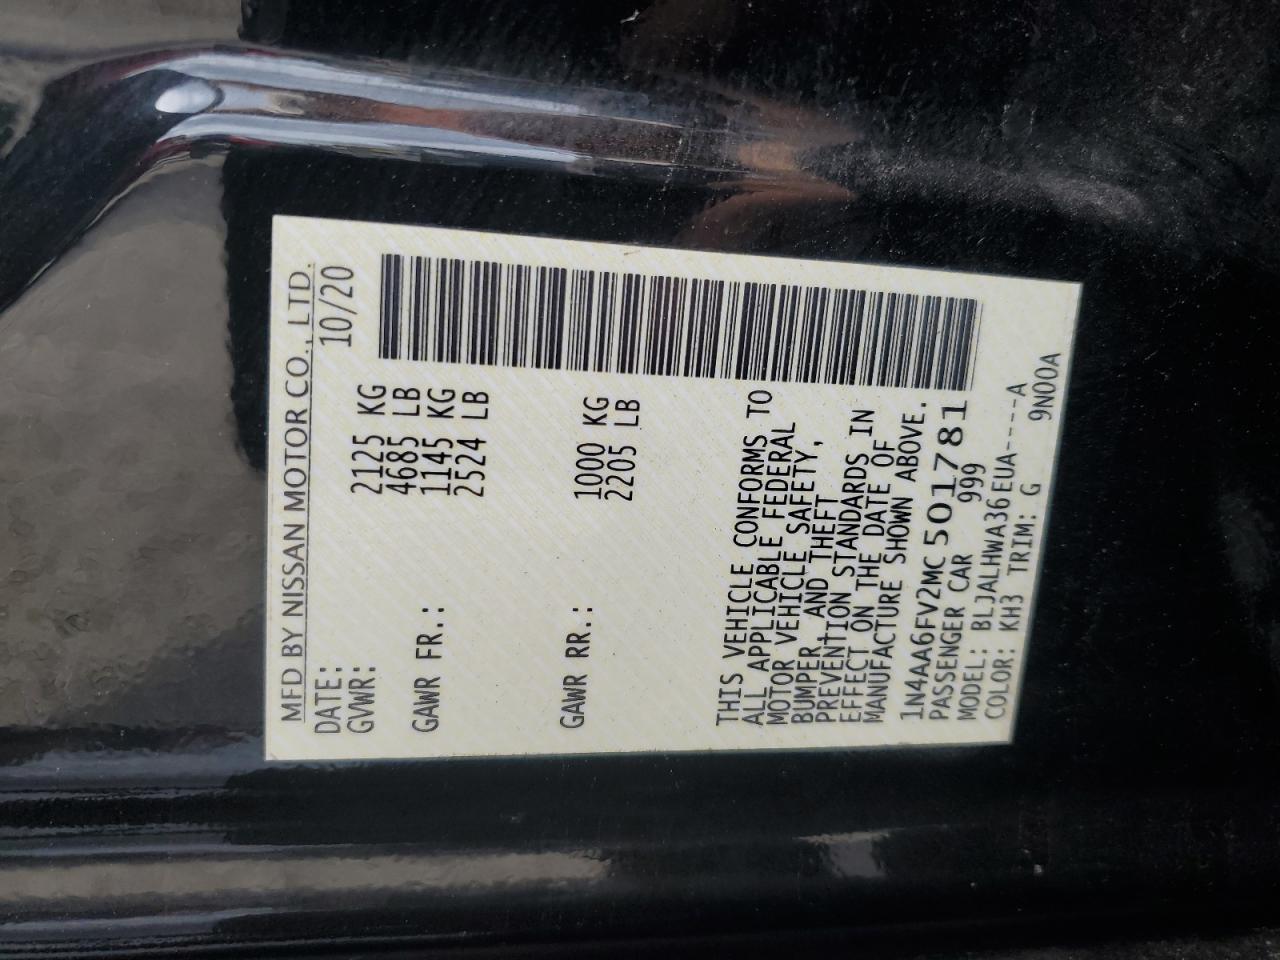 MFD BY NISSAN MOTOR CO., LTD.
DATE: 10/20
GVWR: 2125 KG
4685 LB
GAWR FR.: 1145 KG
2524 LB
GAWR RR.: 1000 KG
2205 LB
THIS VEHICLE CONFORMS TO
ALL APPLICABLE FEDERAL
MOTOR VEHICLE SAFETY,
BUMPER, AND THEFT
PREVENTION STANDARDS IN
EFFECT ON THE DATE OF
MANUFACTURE SHOWN ABOVE.
1N4AA6FV2MC501781
PASSENGER CAR 999
MODEL: BLJALHWA36EUA-----A
COLOR: KH3 TRIM: G 9N00A